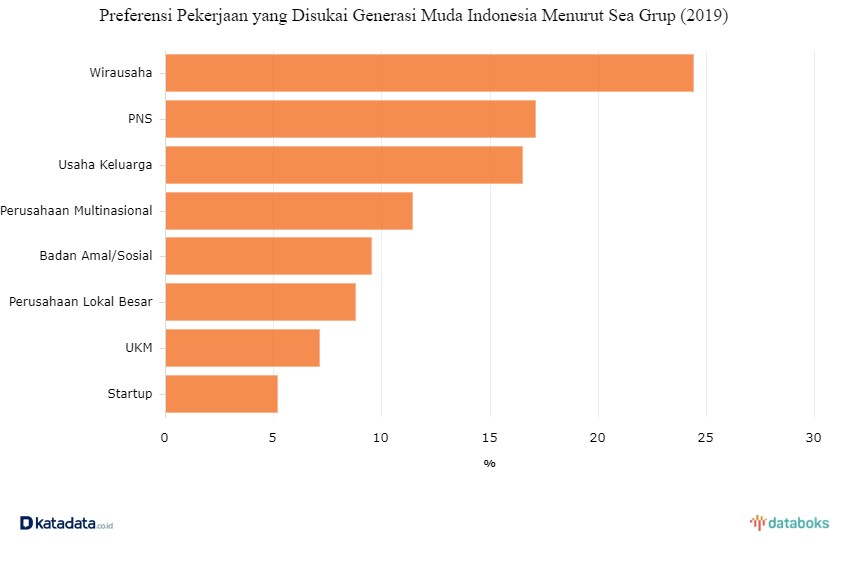 Preferensi Pekerjaan yang Disukai Generasi Muda Indonesia Menurut Sea Grup (2019)
Wirausaha
PNS
Usaha Keluarga
Perusahaan Multinasional
Badan Amal/Sosial
Perusahaan Lokal Besar
UKM
Startup
0 5 10 15 20 25 30
%
katadata.co.id
databoks